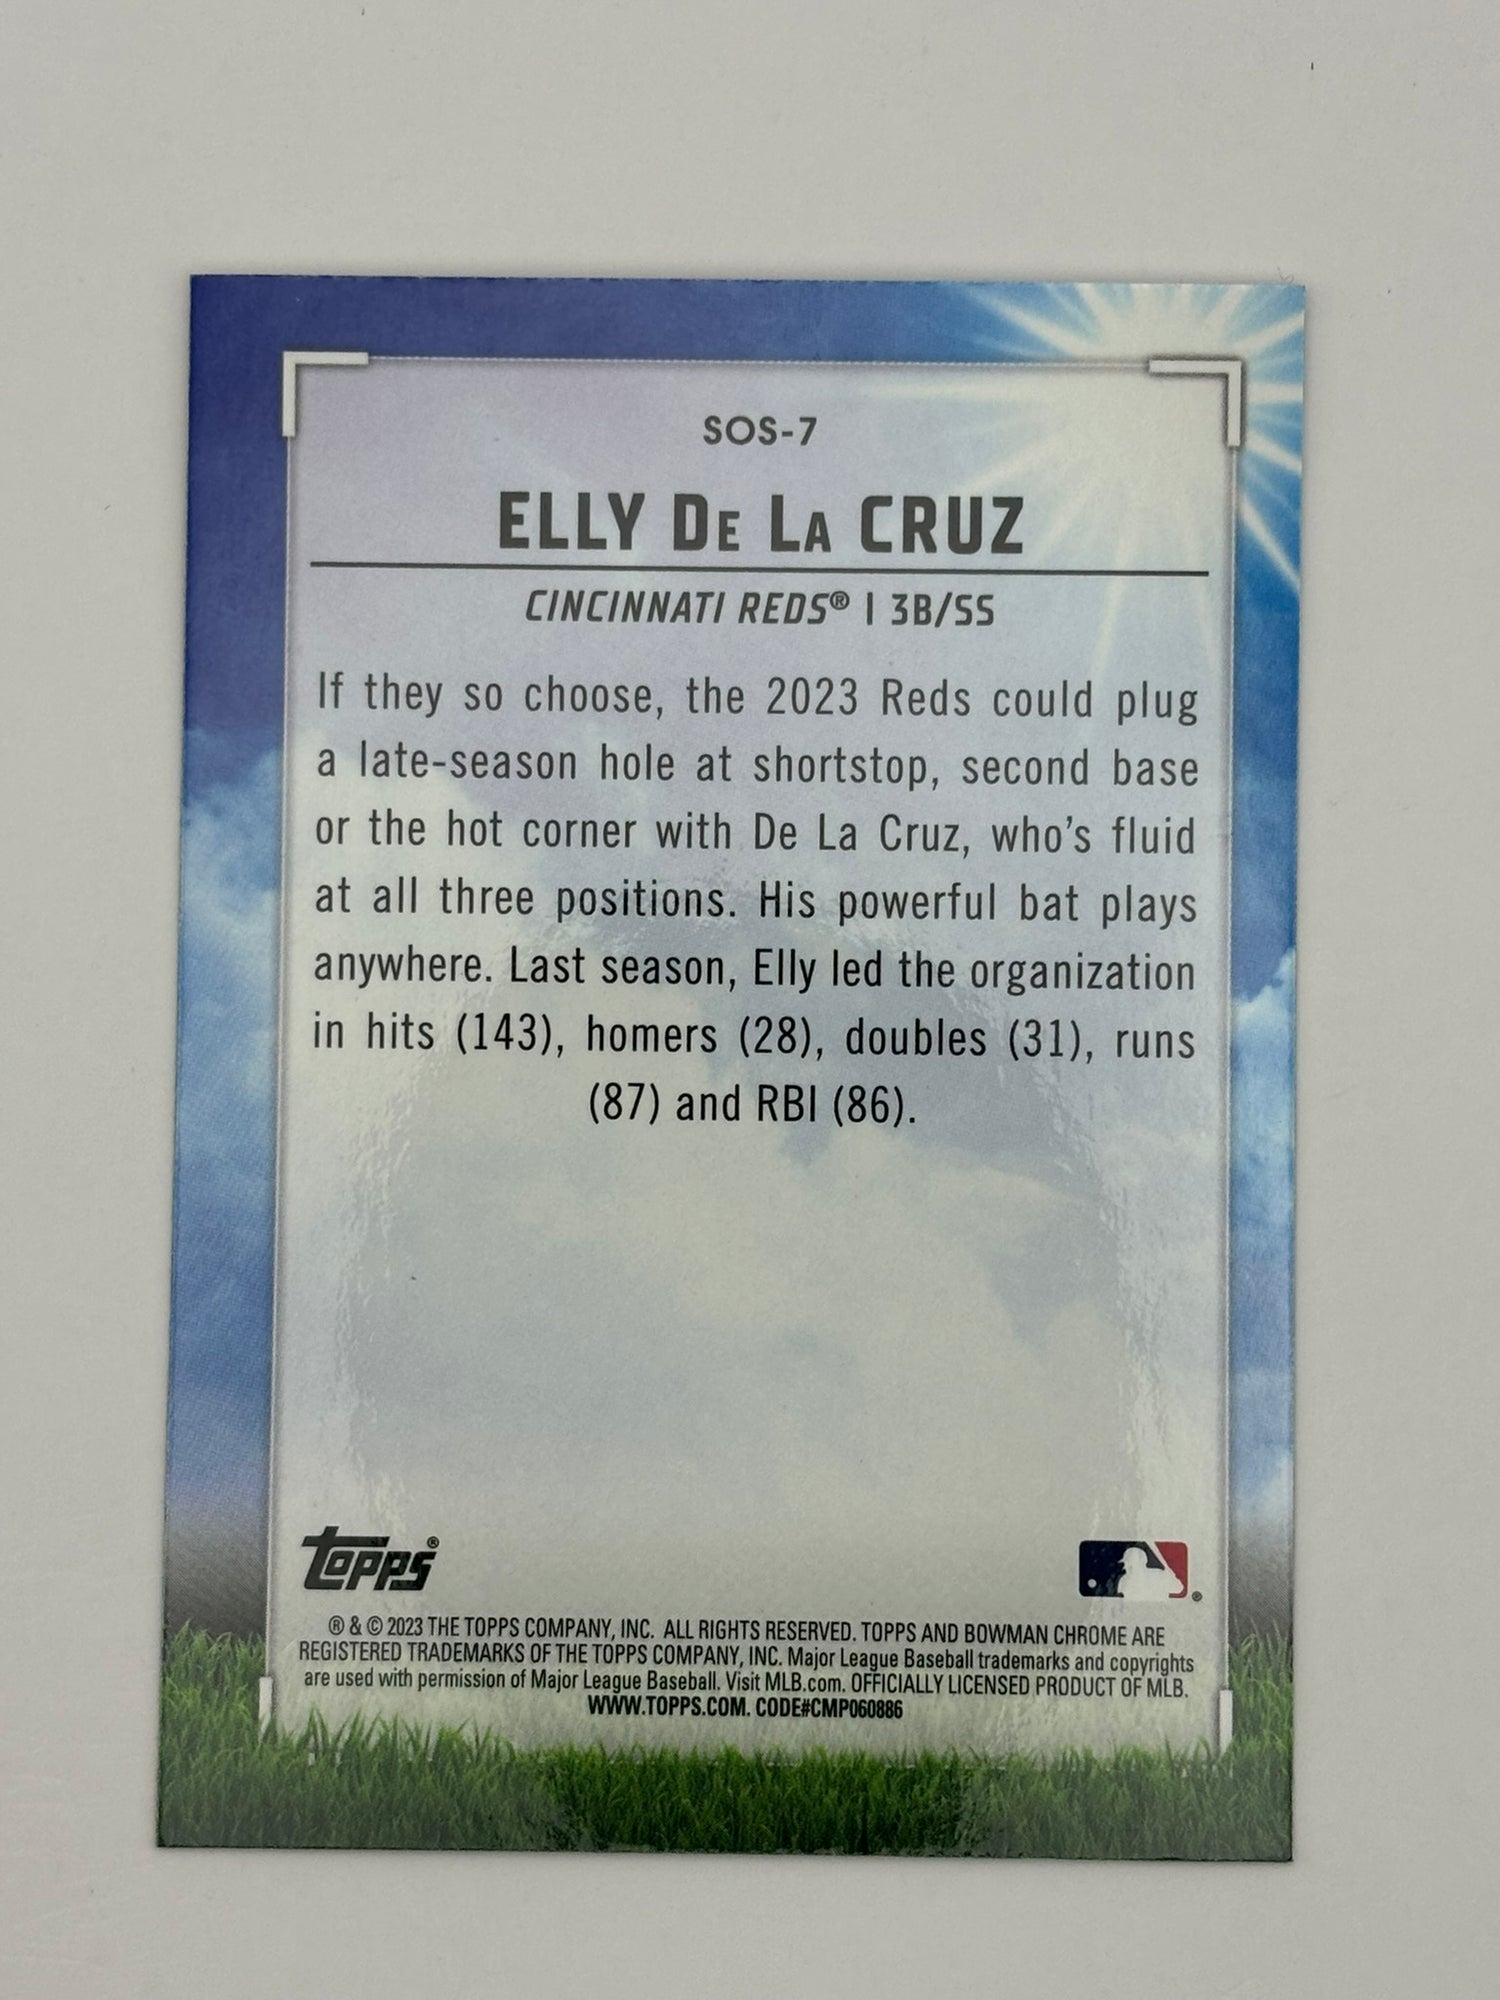 SOS-7
ELLY DE LA CRUZ
CINCINNATI REDS® | 3B/SS
If they so choose, the 2023 Reds could plug
a late-season hole at shortstop, second base
or the hot corner with De La Cruz, who's fluid
at all three positions. His powerful bat plays
anywhere. Last season, Elly led the organization
in hits (143), homers (28), doubles (31), runs
(87) and RBI (86).
topps®
®
® & © 2023 THE TOPPS COMPANY, INC. ALL RIGHTS RESERVED. TOPPS AND BOWMAN CHROME ARE
REGISTERED TRADEMARKS OF THE TOPPS COMPANY, INC. Major League Baseball trademarks and copyrights
are used with permission of Major League Baseball. Visit MLB.com. OFFICIALLY LICENSED PRODUCT OF MLB.
WWW.TOPPS.COM. CODE#CMP060886